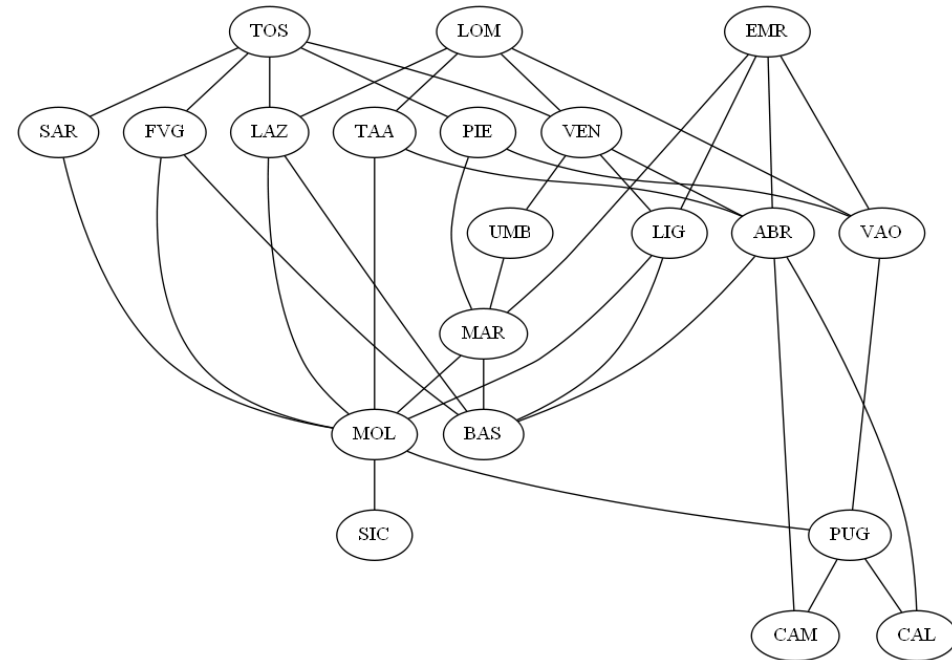 TOS LOM EMR
SAR FVG LAZ TAA PIE VEN
UMB LIG ABR VAO
MAR
MOL BAS
SIC PUG
CAM CAL